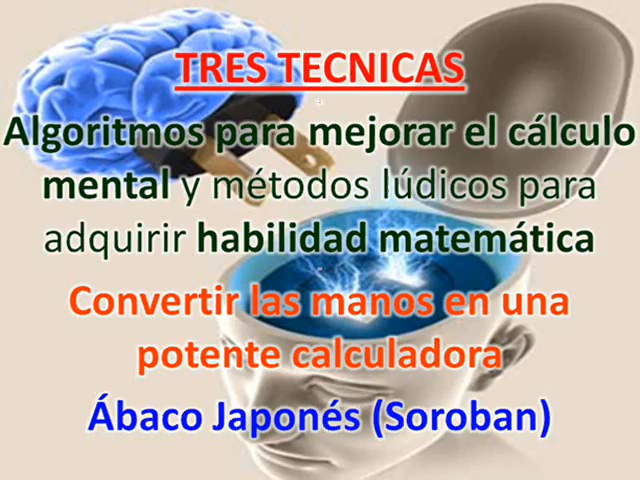 TRES TECNICAS
Algoritmos para mejorar el cálculo
mental y métodos lúdicos para
adquirir habilidad matemática
Convertir las manos en una
potente calculadora
Ábaco Japonés (Soroban)